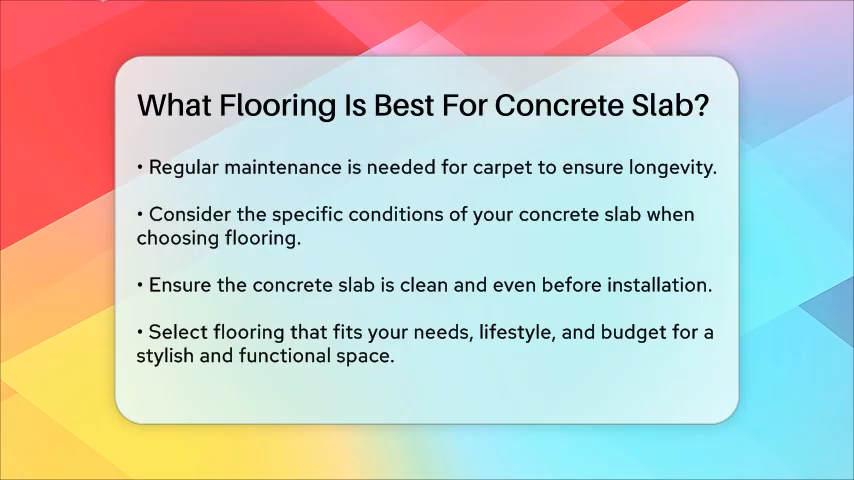 What Flooring Is Best For Concrete Slab?
• Regular maintenance is needed for carpet to ensure longevity.
• Consider the specific conditions of your concrete slab when
choosing flooring.
• Ensure the concrete slab is clean and even before installation.
• Select flooring that fits your needs, lifestyle, and budget for a
stylish and functional space.